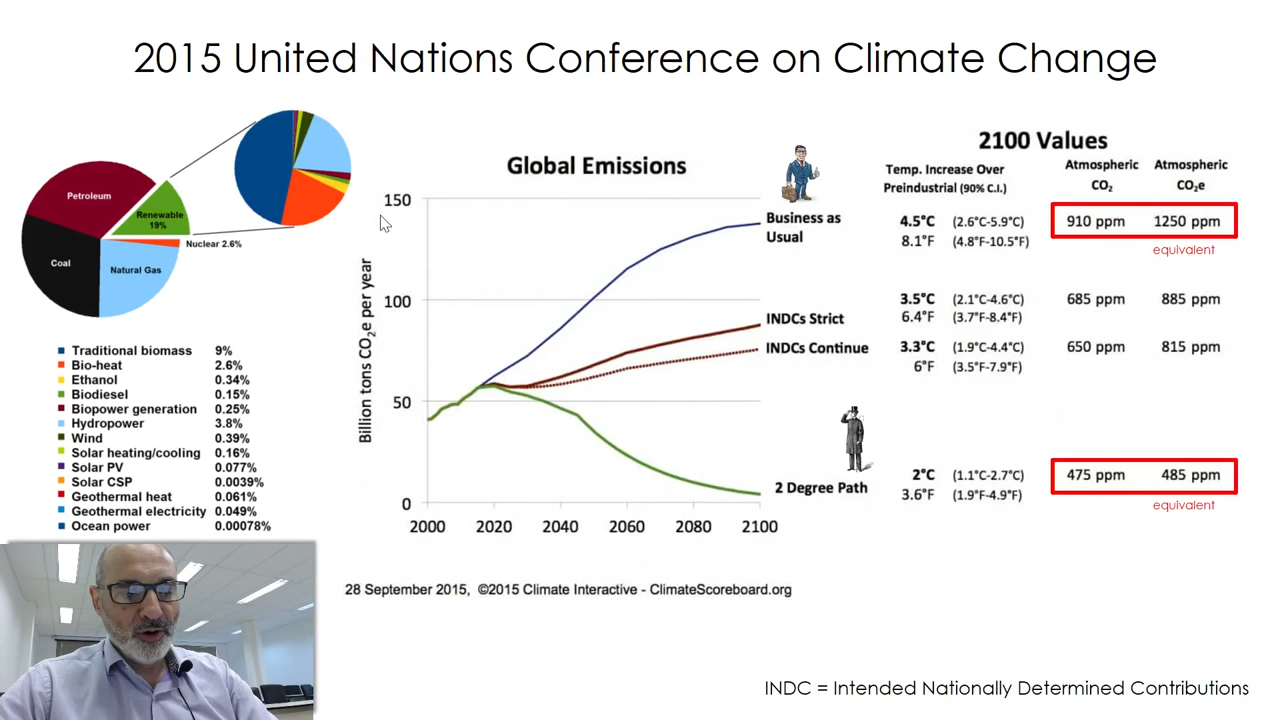 2015 United Nations Conference on Climate Change
Petroleum
Renewable
19%
Nuclear 2.6%
Coal
Natural Gas
Traditional biomass 9%
Bio-heat 2.6%
Ethanol 0.34%
Biodiesel 0.15%
Biopower generation 0.25%
Hydropower 3.8%
Wind 0.39%
Solar heating/cooling 0.16%
Solar PV 0.077%
Solar CSP 0.0039%
Geothermal heat 0.061%
Geothermal electricity 0.049%
Ocean power 0.00078%
Global Emissions
Billion tons CO₂e per year
150
100
50
0
2000 2020 2040 2060 2080 2100
Business as
Usual
INDCs Strict
INDCs Continue
2 Degree Path
2100 Values
Temp. Increase Over
Preindustrial (90% C.I.)
Atmospheric
CO₂
Atmospheric
CO₂e
4.5°C (2.6°C-5.9°C) 910 ppm 1250 ppm
8.1°F (4.8°F-10.5°F)
equivalent
3.5°C (2.1°C-4.6°C) 685 ppm 885 ppm
6.4°F (3.7°F-8.4°F)
3.3°C (1.9°C-4.4°C) 650 ppm 815 ppm
6°F (3.5°F-7.9°F)
2°C (1.1°C-2.7°C) 475 ppm 485 ppm
3.6°F (1.9°F-4.9°F)
equivalent
28 September 2015, ©2015 Climate Interactive - ClimateScoreboard.org
INDC = Intended Nationally Determined Contributions